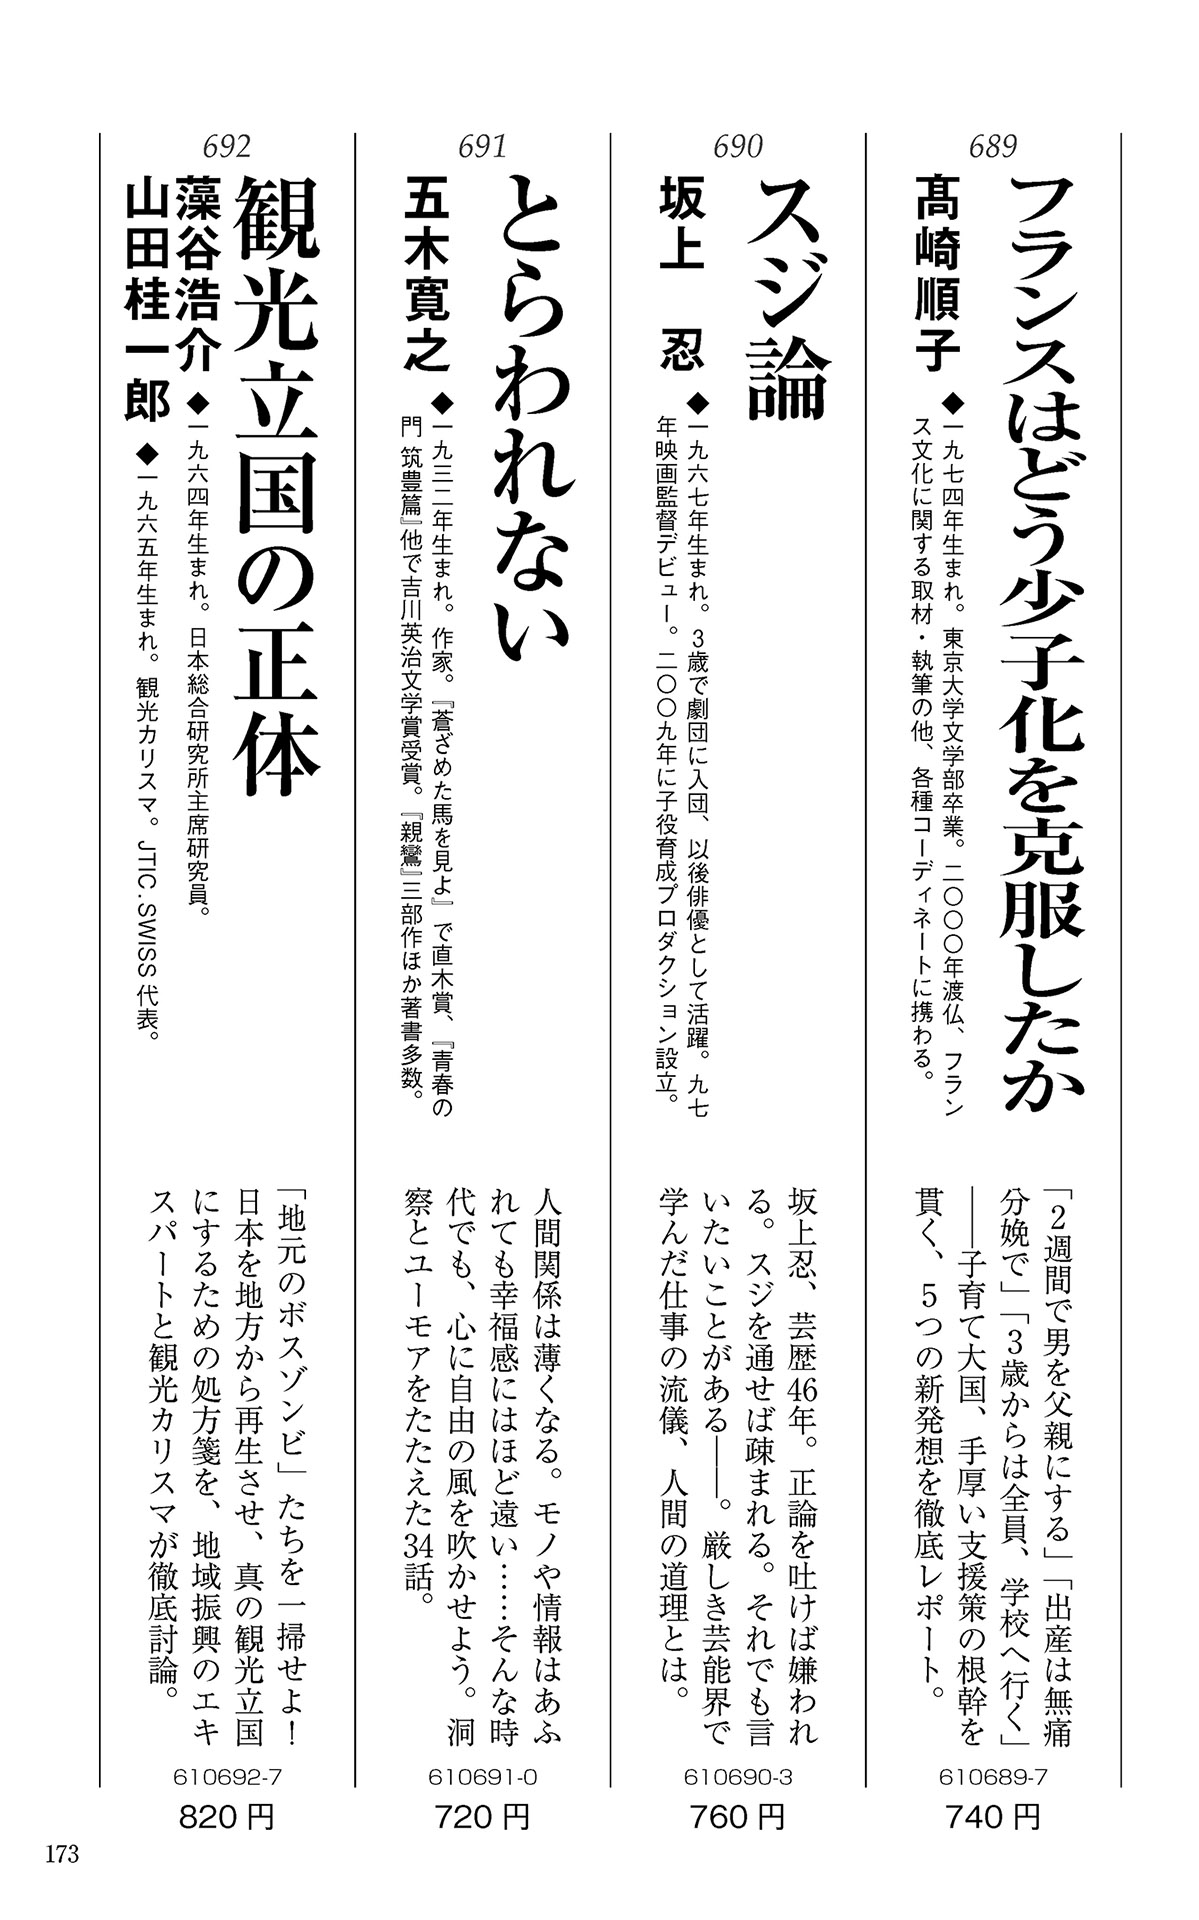 689
フランスはどう少子化を克服したか
髙崎順子
◆一九七四年生まれ。東京大学文学部卒業。二〇〇〇年渡仏、フラン
ス文化に関する取材・執筆の他、各種コーディネートに携わる。
「2週間で男を父親にする」「出産は無痛
分娩で」「3歳からは全員、学校へ行く」
――子育て大国、手厚い支援策の根幹を
貫く、5つの新発想を徹底レポート。
610689-7
740円
690
スジ論
坂上 忍
◆一九六七年生まれ。3歳で劇団に入団、以後俳優として活躍。九七
年映画監督デビュー。二〇〇九年に子役育成プロダクション設立。
坂上忍、芸歴46年。正論を吐けば嫌われ
る。スジを通せば疎まれる。それでも言
いたいことがある――。厳しき芸能界で
学んだ仕事の流儀、人間の道理とは。
610690-3
760円
691
とらわれない
五木寛之
◆一九三二年生まれ。作家。『蒼ざめた馬を見よ』で直木賞、『青春の
門 筑豊篇』他で吉川英治文学賞受賞。『親鸞』三部作ほか著書多数。
人間関係は薄くなる。モノや情報はあふ
れても幸福感にはほど遠い……そんな時
代でも、心に自由の風を吹かせよう。洞
察とユーモアをたたえた34話。
610691-0
720円
692
観光立国の正体
藻谷浩介
◆一九六四年生まれ。日本総合研究所主席研究員。
山田桂一郎
◆一九六五年生まれ。観光カリスマ。JTIC.SWISS代表。
「地元のボスゾンビ」たちを一掃せよ！
日本を地方から再生させ、真の観光立国
にするための処方箋を、地域振興のエキ
スパートと観光カリスマが徹底討論。
610692-7
820円
173